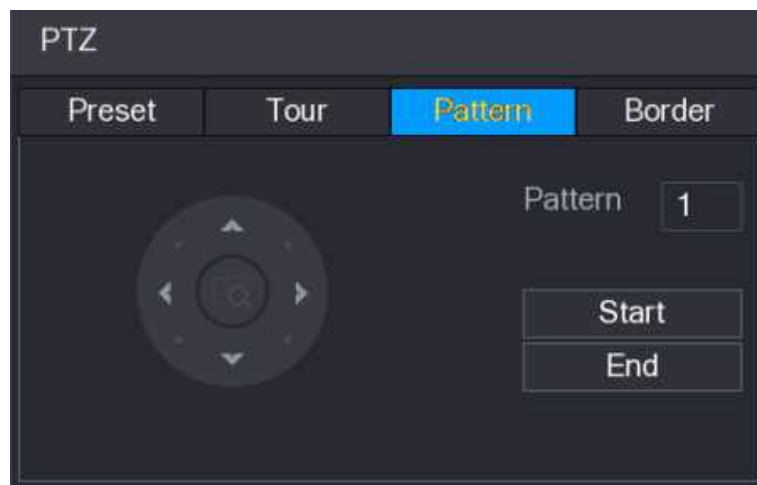 PTZ
Preset Tour Pattern Border
Pattern 1
Start
End